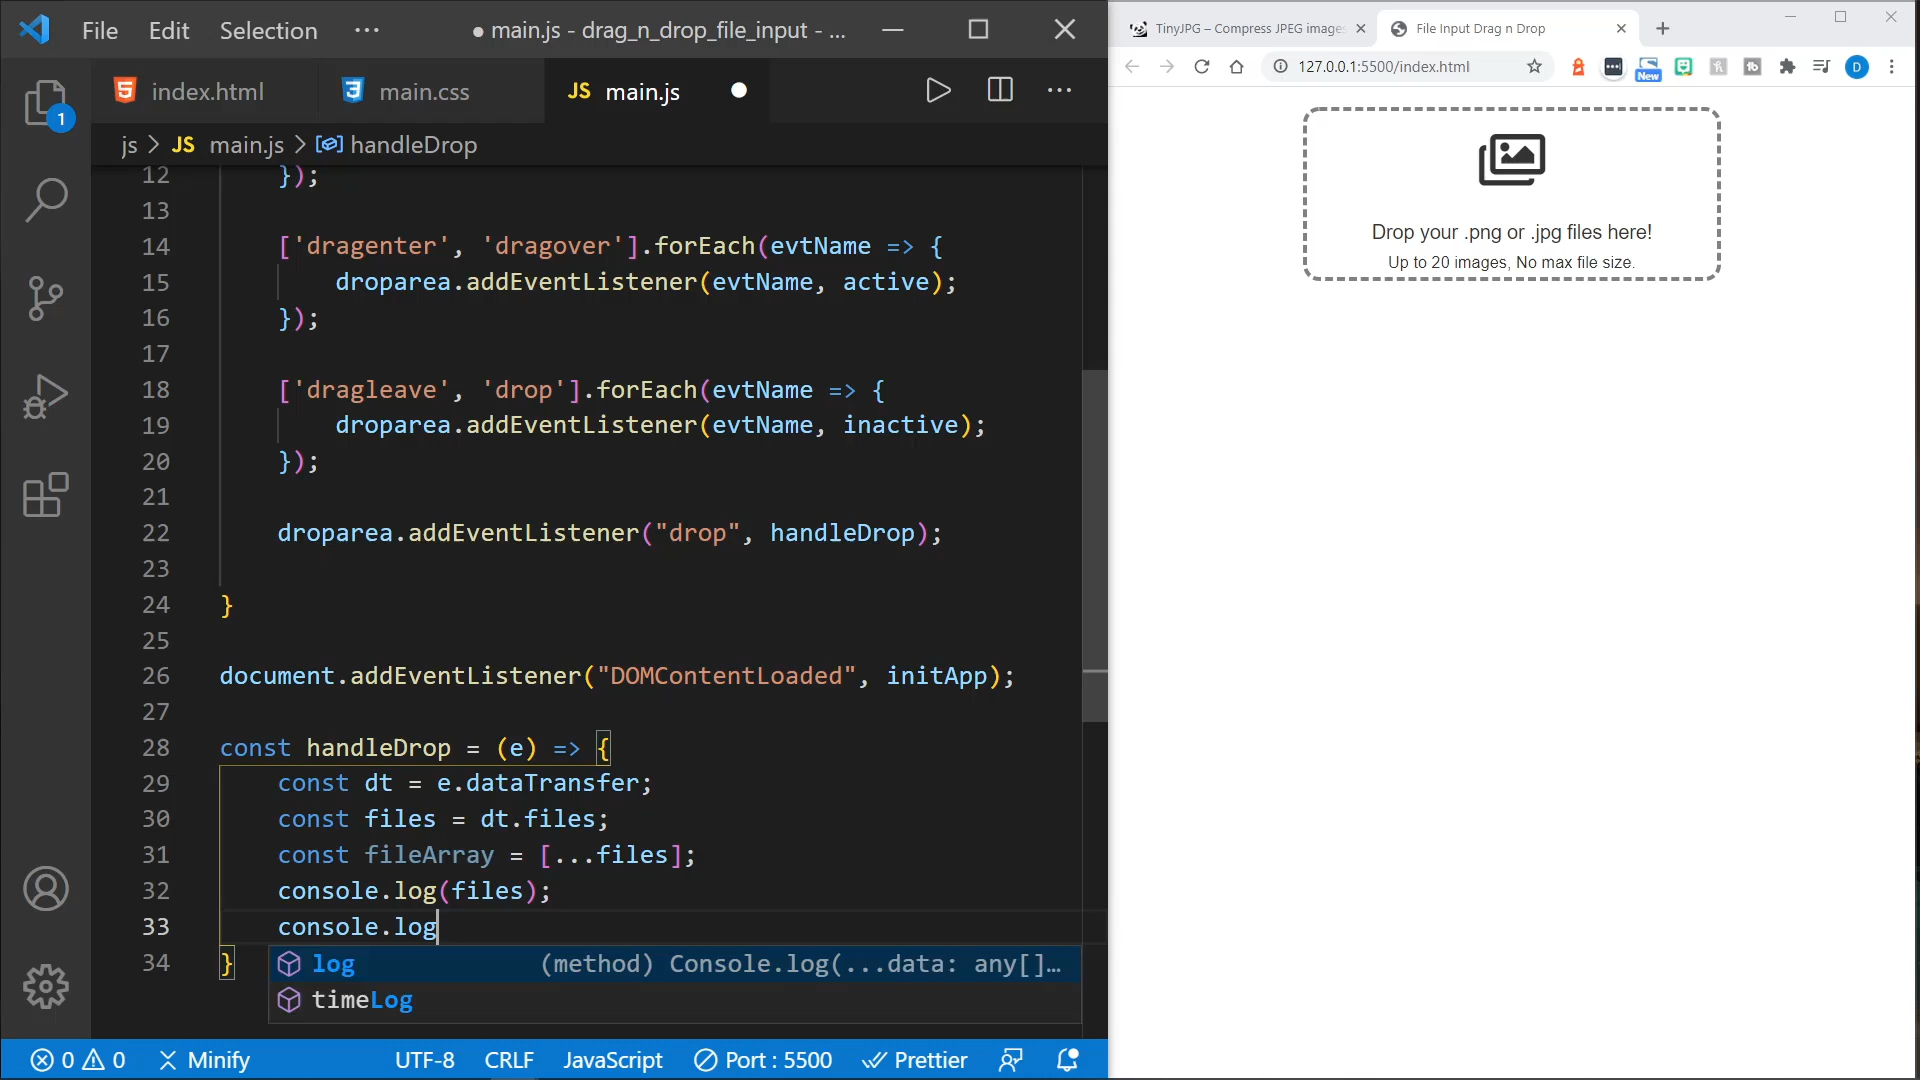 File Edit Selection ··· ● main.js - drag_n_drop_file_input - ...
index.html main.css JS main.js ● ···
1
js > JS main.js > handleDrop
12 });
13
14 ['dragenter', 'dragover'].forEach(evtName => {
15 droparea.addEventListener(evtName, active);
16 });
17
18 ['dragleave', 'drop'].forEach(evtName => {
19 droparea.addEventListener(evtName, inactive);
20 });
21
22 droparea.addEventListener("drop", handleDrop);
23
24 }
25
26 document.addEventListener("DOMContentLoaded", initApp);
27
28 const handleDrop = (e) => {
29 const dt = e.dataTransfer;
30 const files = dt.files;
31 const fileArray = [...files];
32 console.log(files);
33 console.log
34 }
log (method) Console.log(...data: any[]...
timeLog
0 0 Minify UTF-8 CRLF JavaScript Port : 5500 Prettier
TinyJPG – Compress JPEG images File Input Drag n Drop
127.0.0.1:5500/index.html New D
Drop your .png or .jpg files here!
Up to 20 images, No max file size.